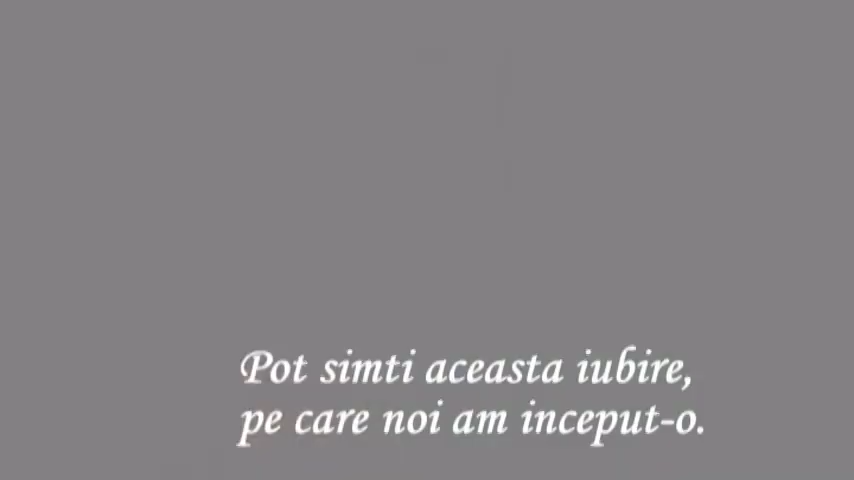 Pot simti aceasta iubire,
pe care noi am inceput-o.